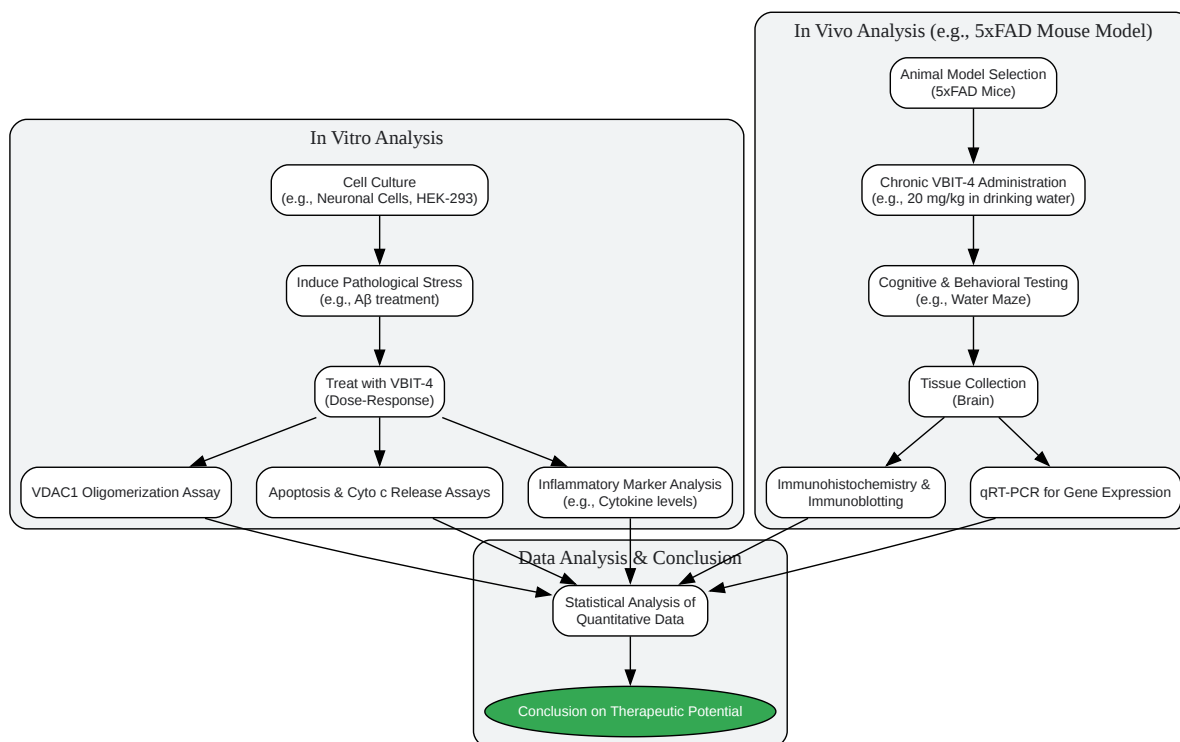 In Vivo Analysis (e.g., 5xFAD Mouse Model)
Animal Model Selection
(5xFAD Mice)
Chronic VBIT-4 Administration
(e.g., 20 mg/kg in drinking water)
Cognitive & Behavioral Testing
(e.g., Water Maze)
Tissue Collection
(Brain)
Immunohistochemistry &
Immunoblotting
qRT-PCR for Gene Expression
In Vitro Analysis
Cell Culture
(e.g., Neuronal Cells, HEK-293)
Induce Pathological Stress
(e.g., Aβ treatment)
Treat with VBIT-4
(Dose-Response)
VDAC1 Oligomerization Assay
Apoptosis & Cyto c Release Assays
Inflammatory Marker Analysis
(e.g., Cytokine levels)
Data Analysis & Conclusion
Statistical Analysis of
Quantitative Data
Conclusion on Therapeutic Potential